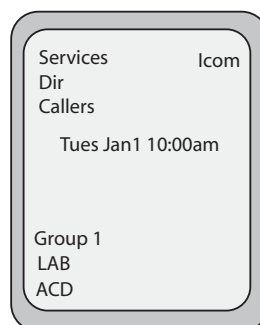 Services Icom
Dir
Callers
Tues Jan1 10:00am
Group 1
LAB
ACD